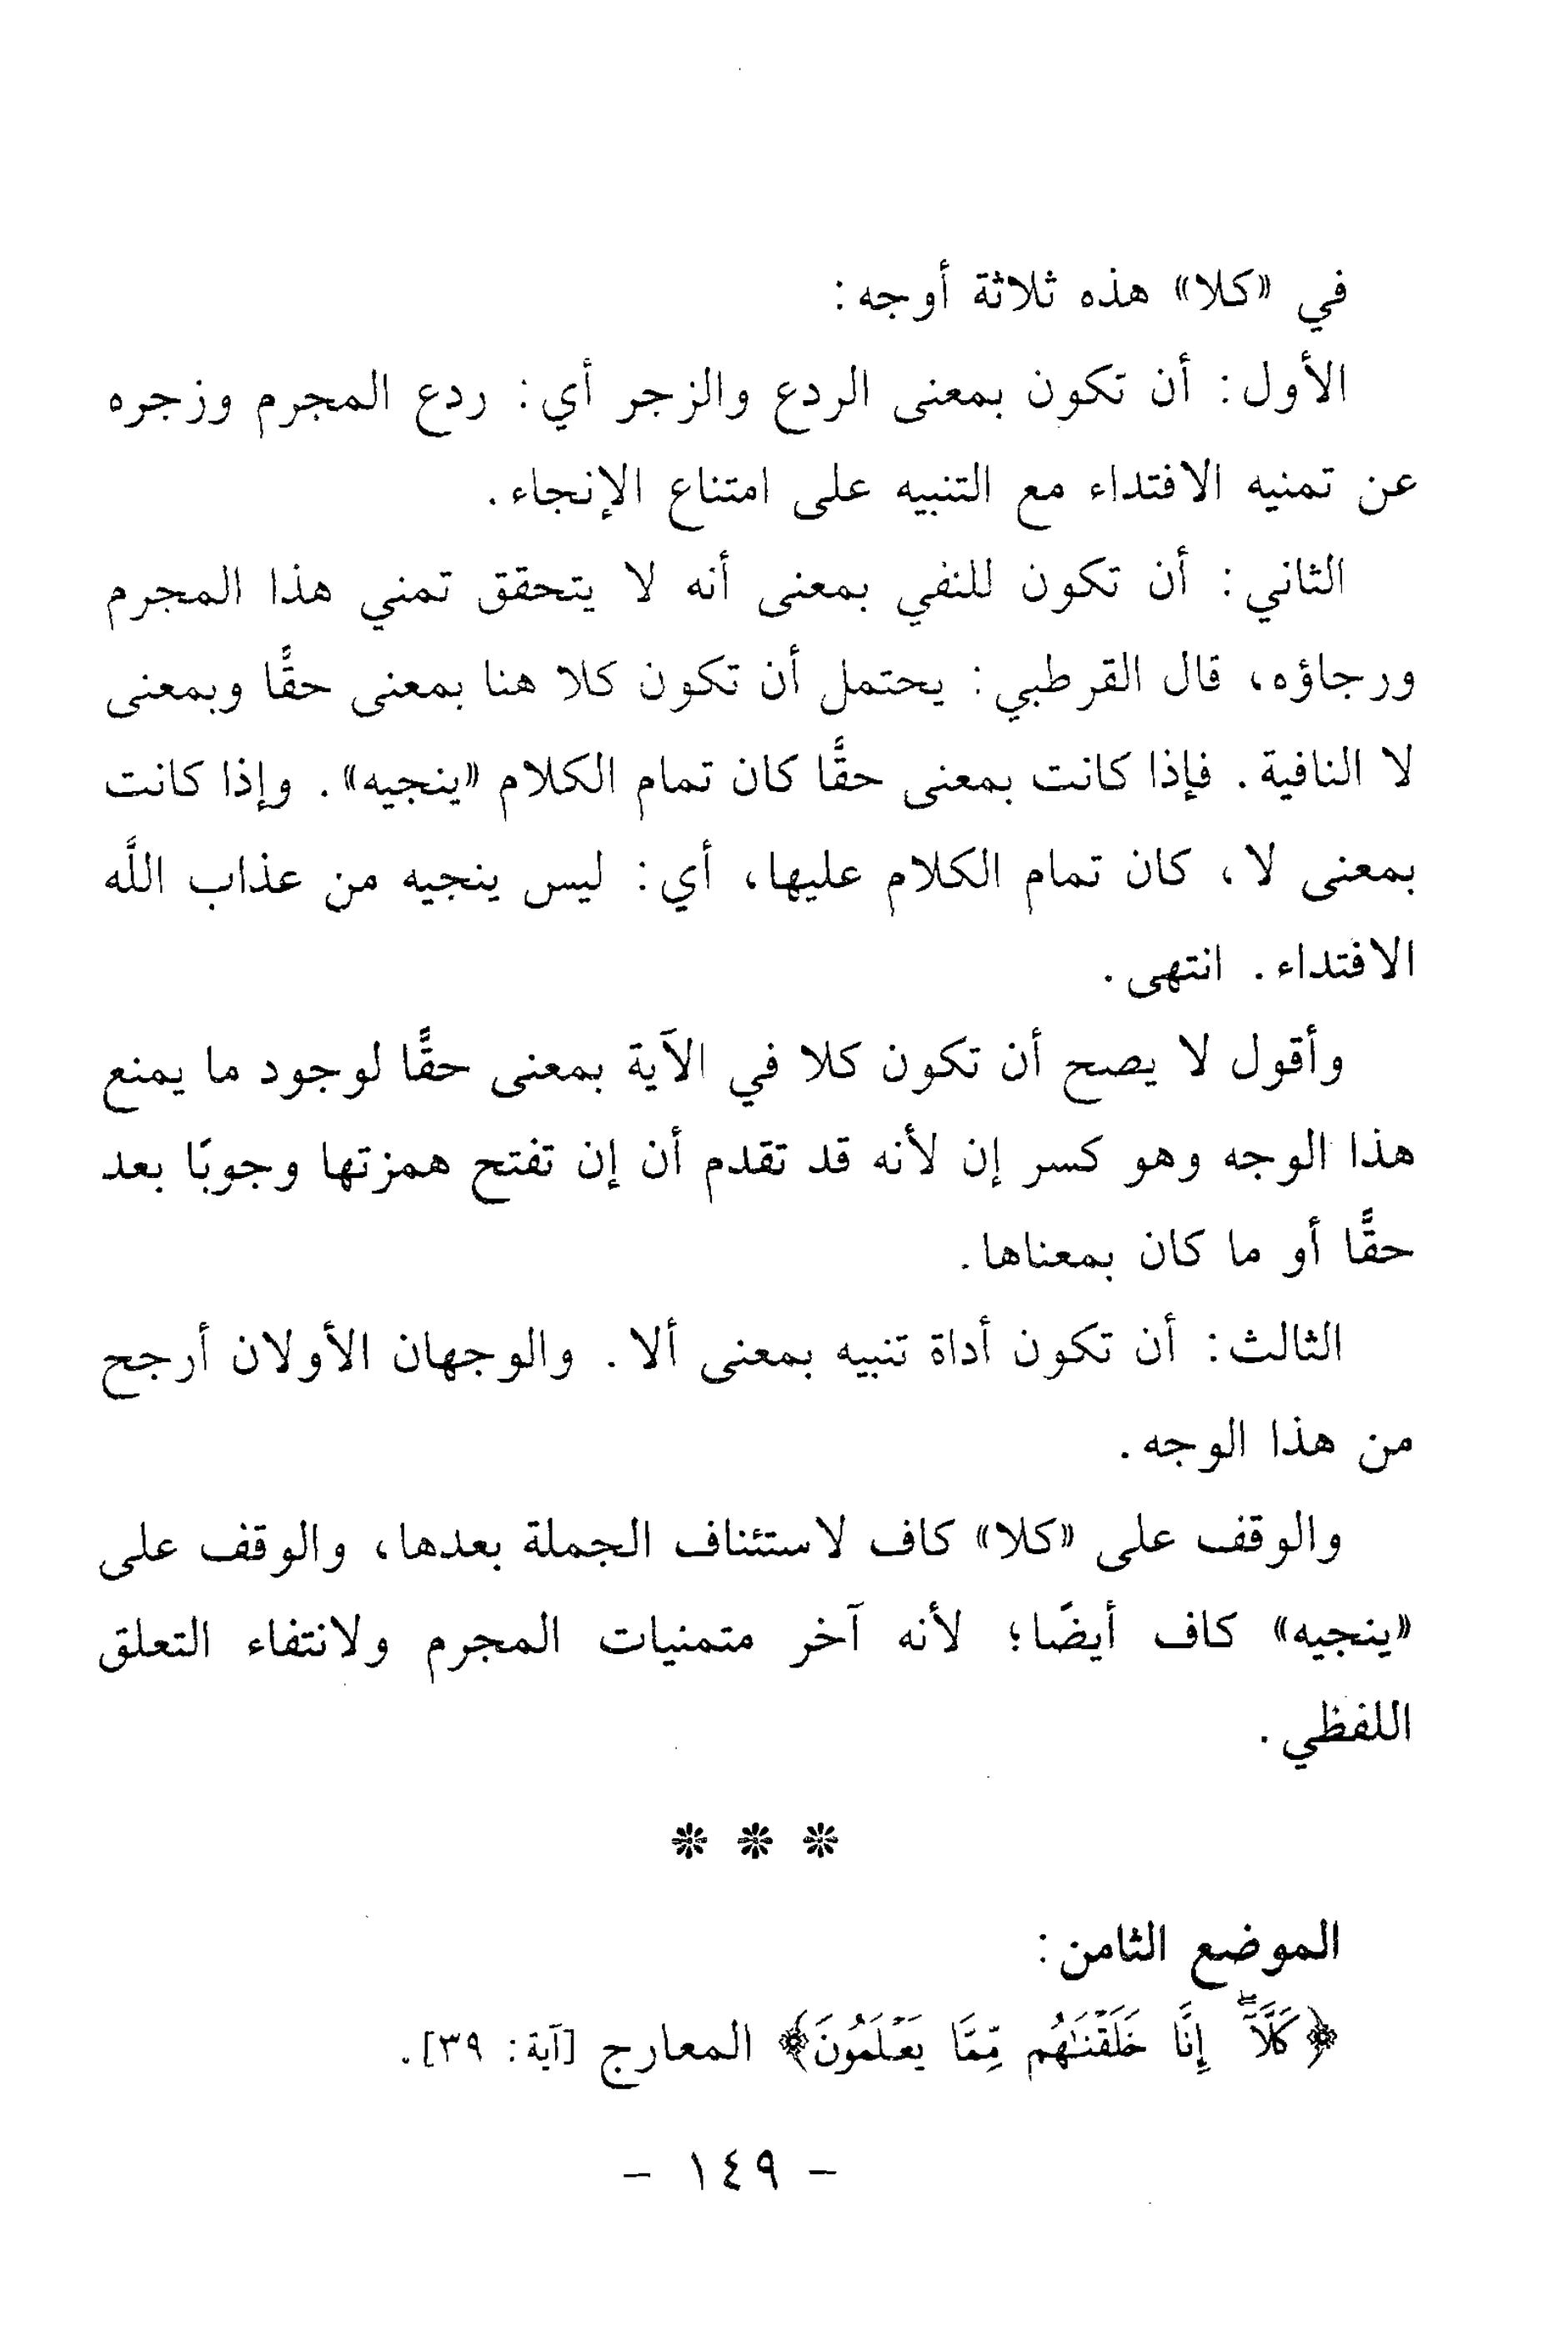 في «كلا» هذه ثلاثة أوجه:
الأول: أن تكون بمعنى الردع والزجر أي: ردع المجرم وزجره
عن تمنيه الافتداء مع التنبيه على امتناع الإنجاء.
الثاني: أن تكون للنفي بمعنى أنه لا يتحقق تمني هذا المجرم
ورجاؤه، قال القرطبي: يحتمل أن تكون كلا هنا بمعنى حقًّا وبمعنى
لا النافية. فإذا كانت بمعنى حقًّا كان تمام الكلام «ينجيه». وإذا كانت
بمعنى لا، كان تمام الكلام عليها، أي: ليس ينجيه من عذاب اللَّه
الافتداء. انتهى.
وأقول لا يصح أن تكون كلا في الآية بمعنى حقًّا لوجود ما يمنع
هذا الوجه وهو كسر إن لأنه قد تقدم أن إن تفتح همزتها وجوبًا بعد
حقًّا أو ما كان بمعناها.
الثالث: أن تكون أداة تنبيه بمعنى ألا. والوجهان الأولان أرجح
من هذا الوجه.
والوقف على «كلا» كاف لاستئناف الجملة بعدها، والوقف على
«ينجيه» كاف أيضًا؛ لأنه آخر متمنيات المجرم ولانتفاء التعلق
اللفظي.
* * *
الموضع الثامن:
﴿كَلَّآۖ إِنَّا خَلَقْنَـٰهُم مِّمَّا يَعْلَمُونَ﴾ المعارج [آية: ٣٩].
- ١٤٩ -